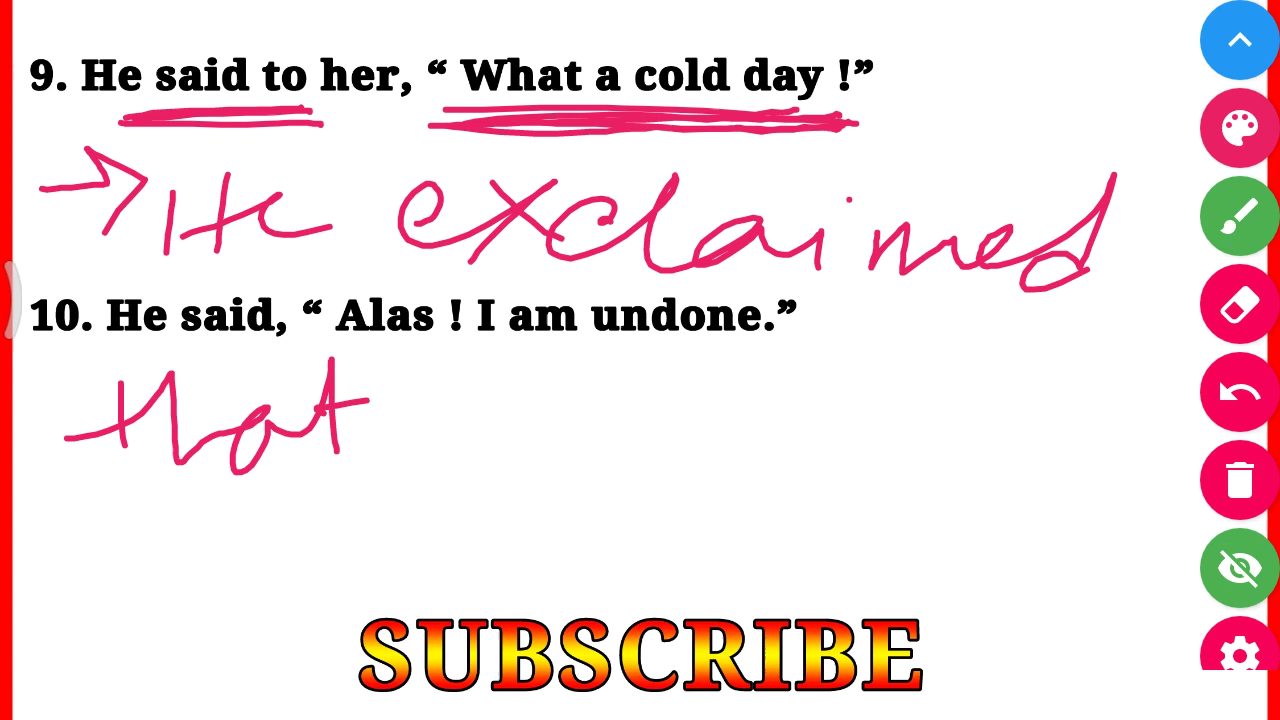 9. He said to her, “ What a cold day !”
He exclaimed
10. He said, “ Alas ! I am undone.”
that
SUBSCRIBE